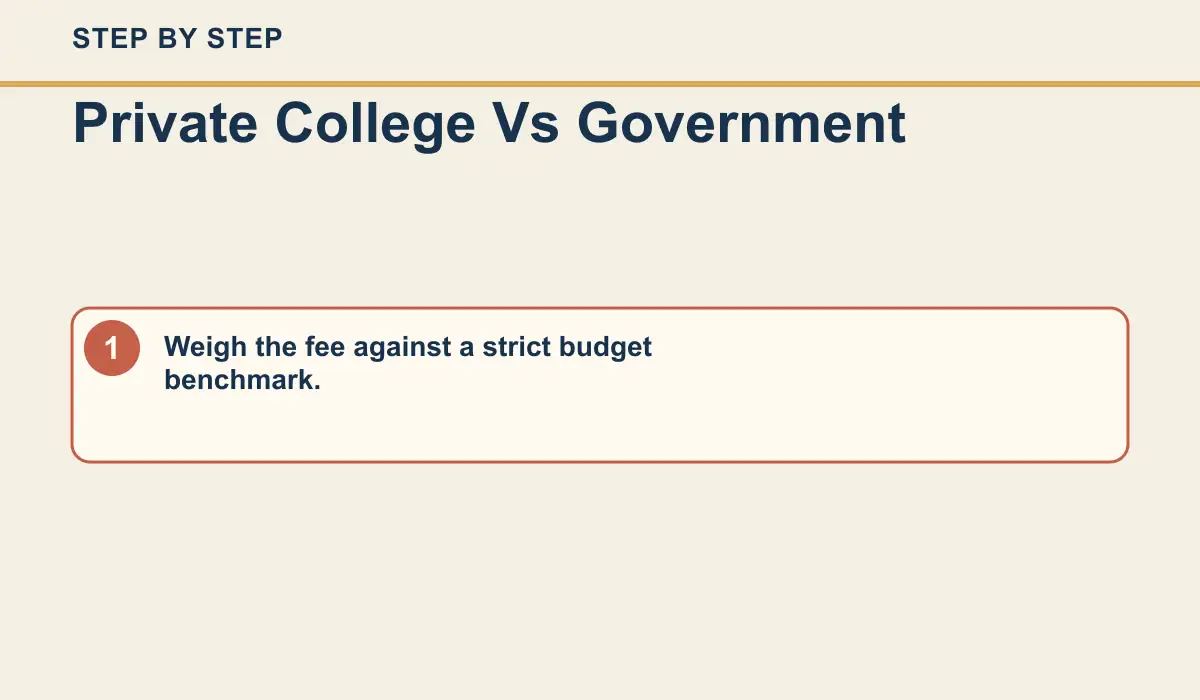 STEP BY STEP
Private College Vs Government
1
Weigh the fee against a strict budget
benchmark.